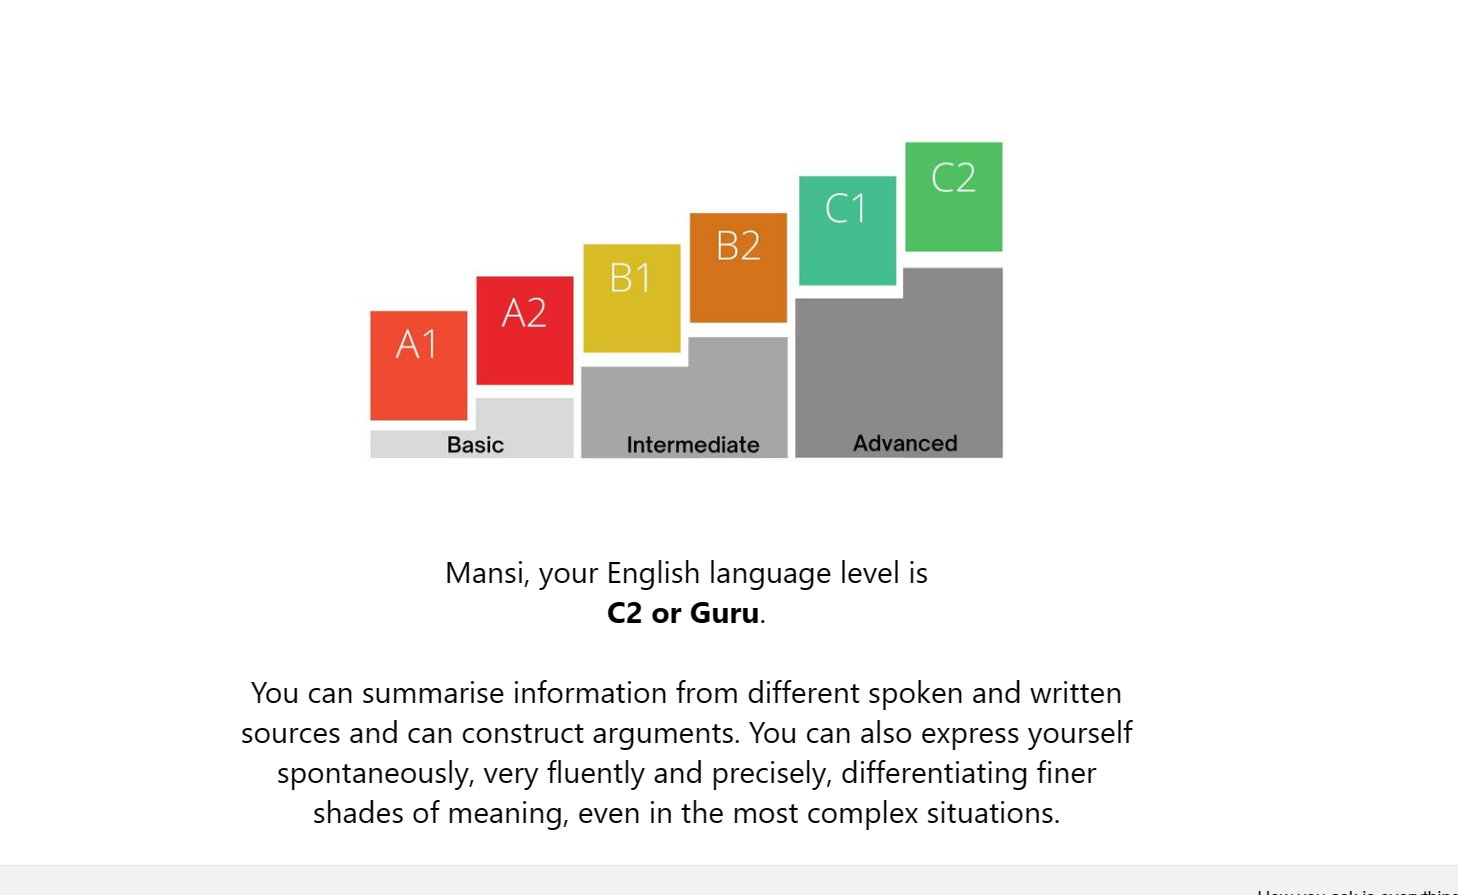 C2
C1
B2
B1
A2
A1
Basic
Intermediate
Advanced
Mansi, your English language level is
C2 or Guru.
You can summarise information from different spoken and written
sources and can construct arguments. You can also express yourself
spontaneously, very fluently and precisely, differentiating finer
shades of meaning, even in the most complex situations.